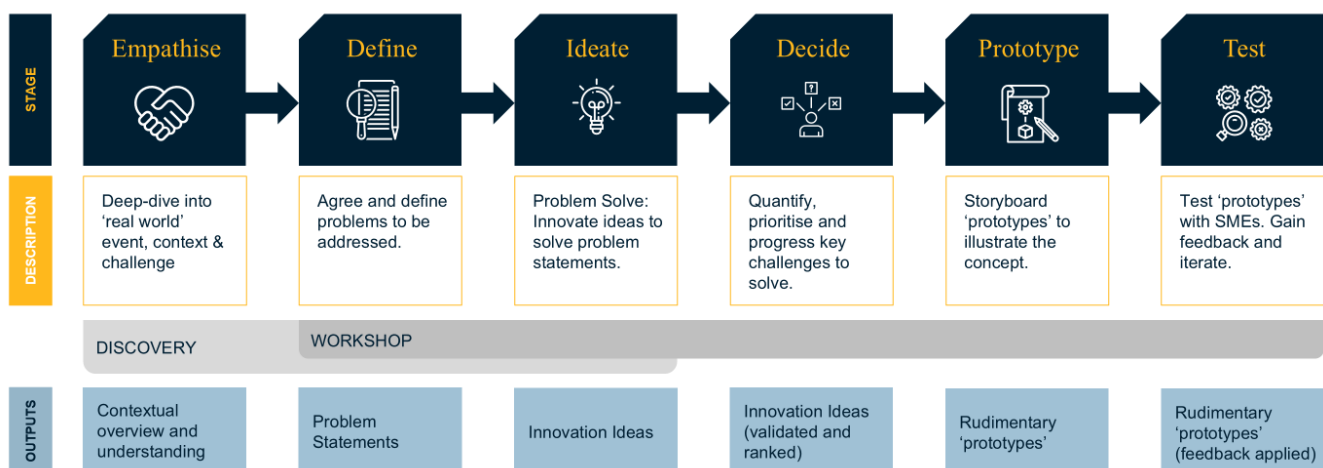 STAGE
Empathise
Define
Ideate
Decide
Prototype
Test
DESCRIPTION
Deep-dive into
‘real world’
event, context &
challenge
Agree and define
problems to be
addressed.
Problem Solve:
Innovate ideas to
solve problem
statements.
Quantify,
prioritise and
progress key
challenges to
solve.
Storyboard
‘prototypes’ to
illustrate the
concept.
Test ‘prototypes’
with SMEs. Gain
feedback and
iterate.
DISCOVERY
WORKSHOP
OUTPUTS
Contextual
overview and
understanding
Problem
Statements
Innovation Ideas
Innovation Ideas
(validated and
ranked)
Rudimentary
‘prototypes’
Rudimentary
‘prototypes’
(feedback applied)